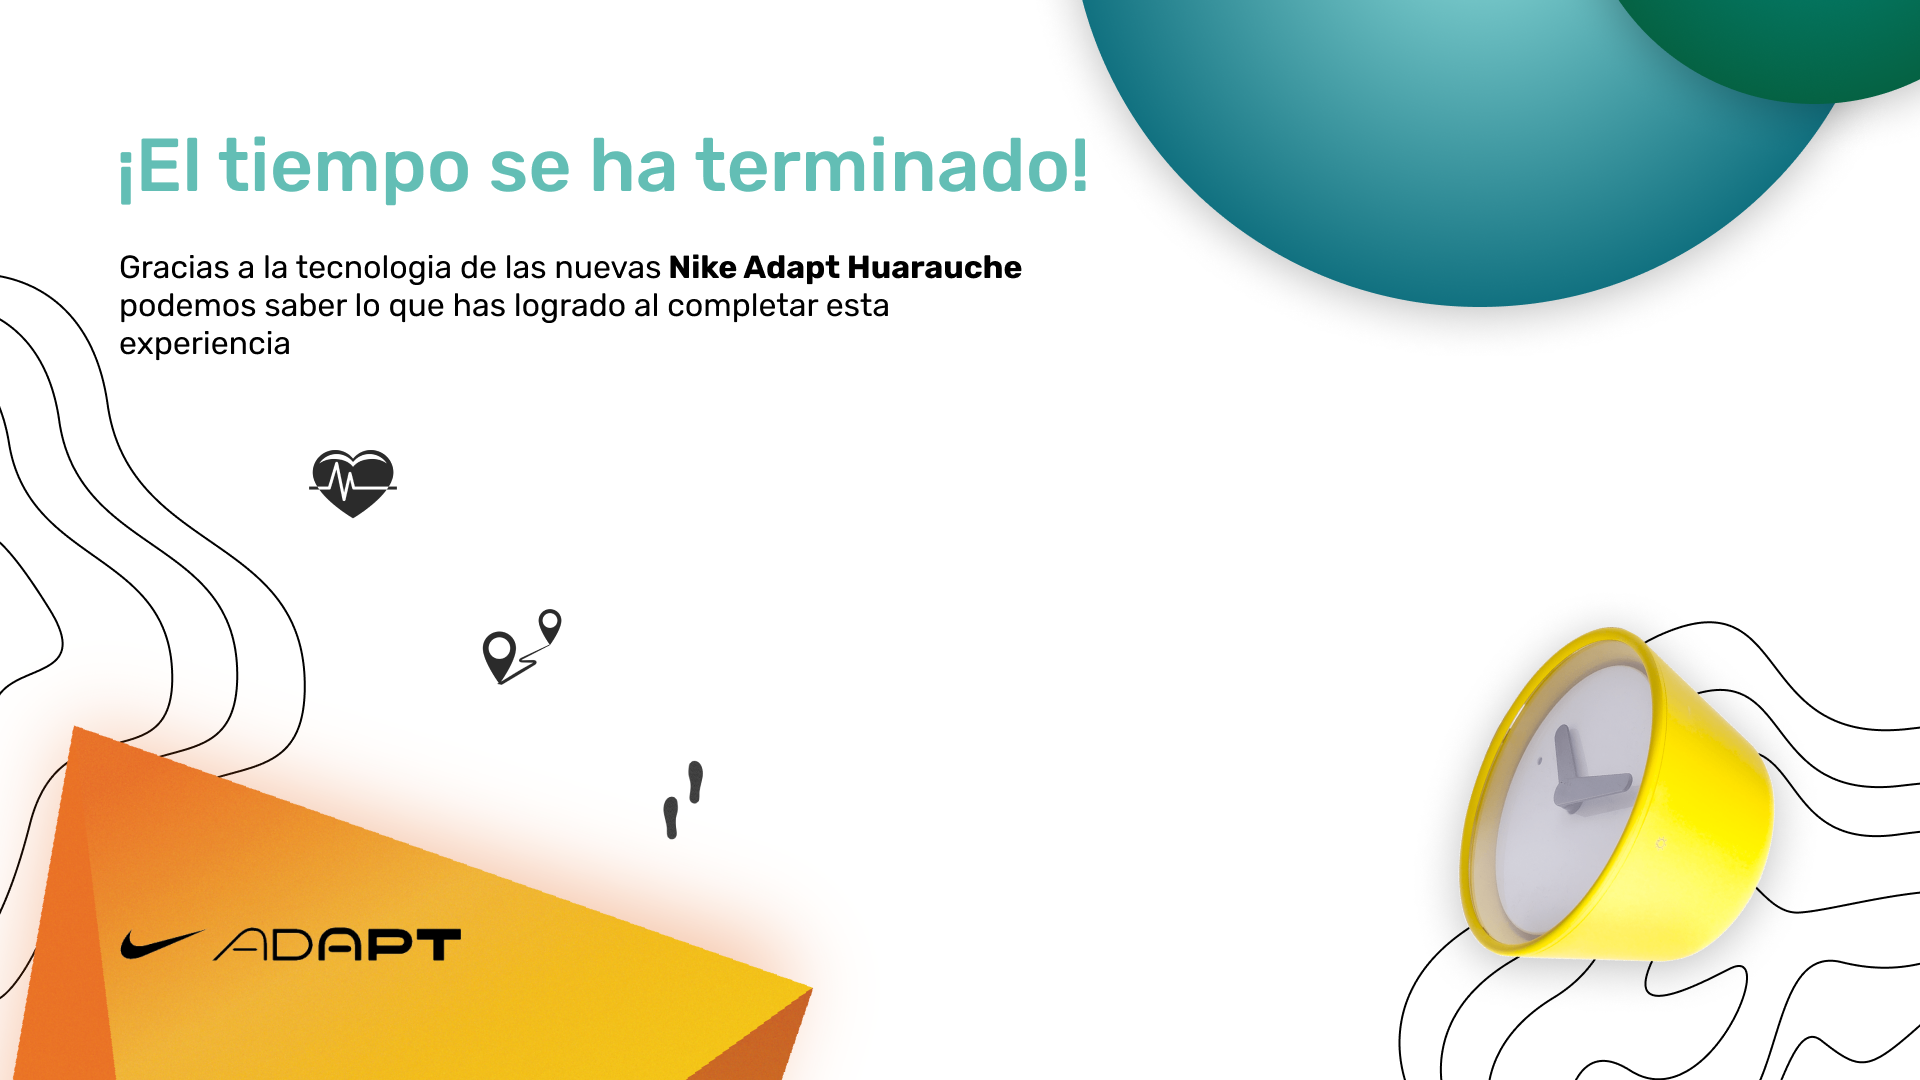 ¡El tiempo se ha terminado!
Gracias a la tecnologia de las nuevas Nike Adapt Huarauche
podemos saber lo que has logrado al completar esta
experiencia
ADAPT